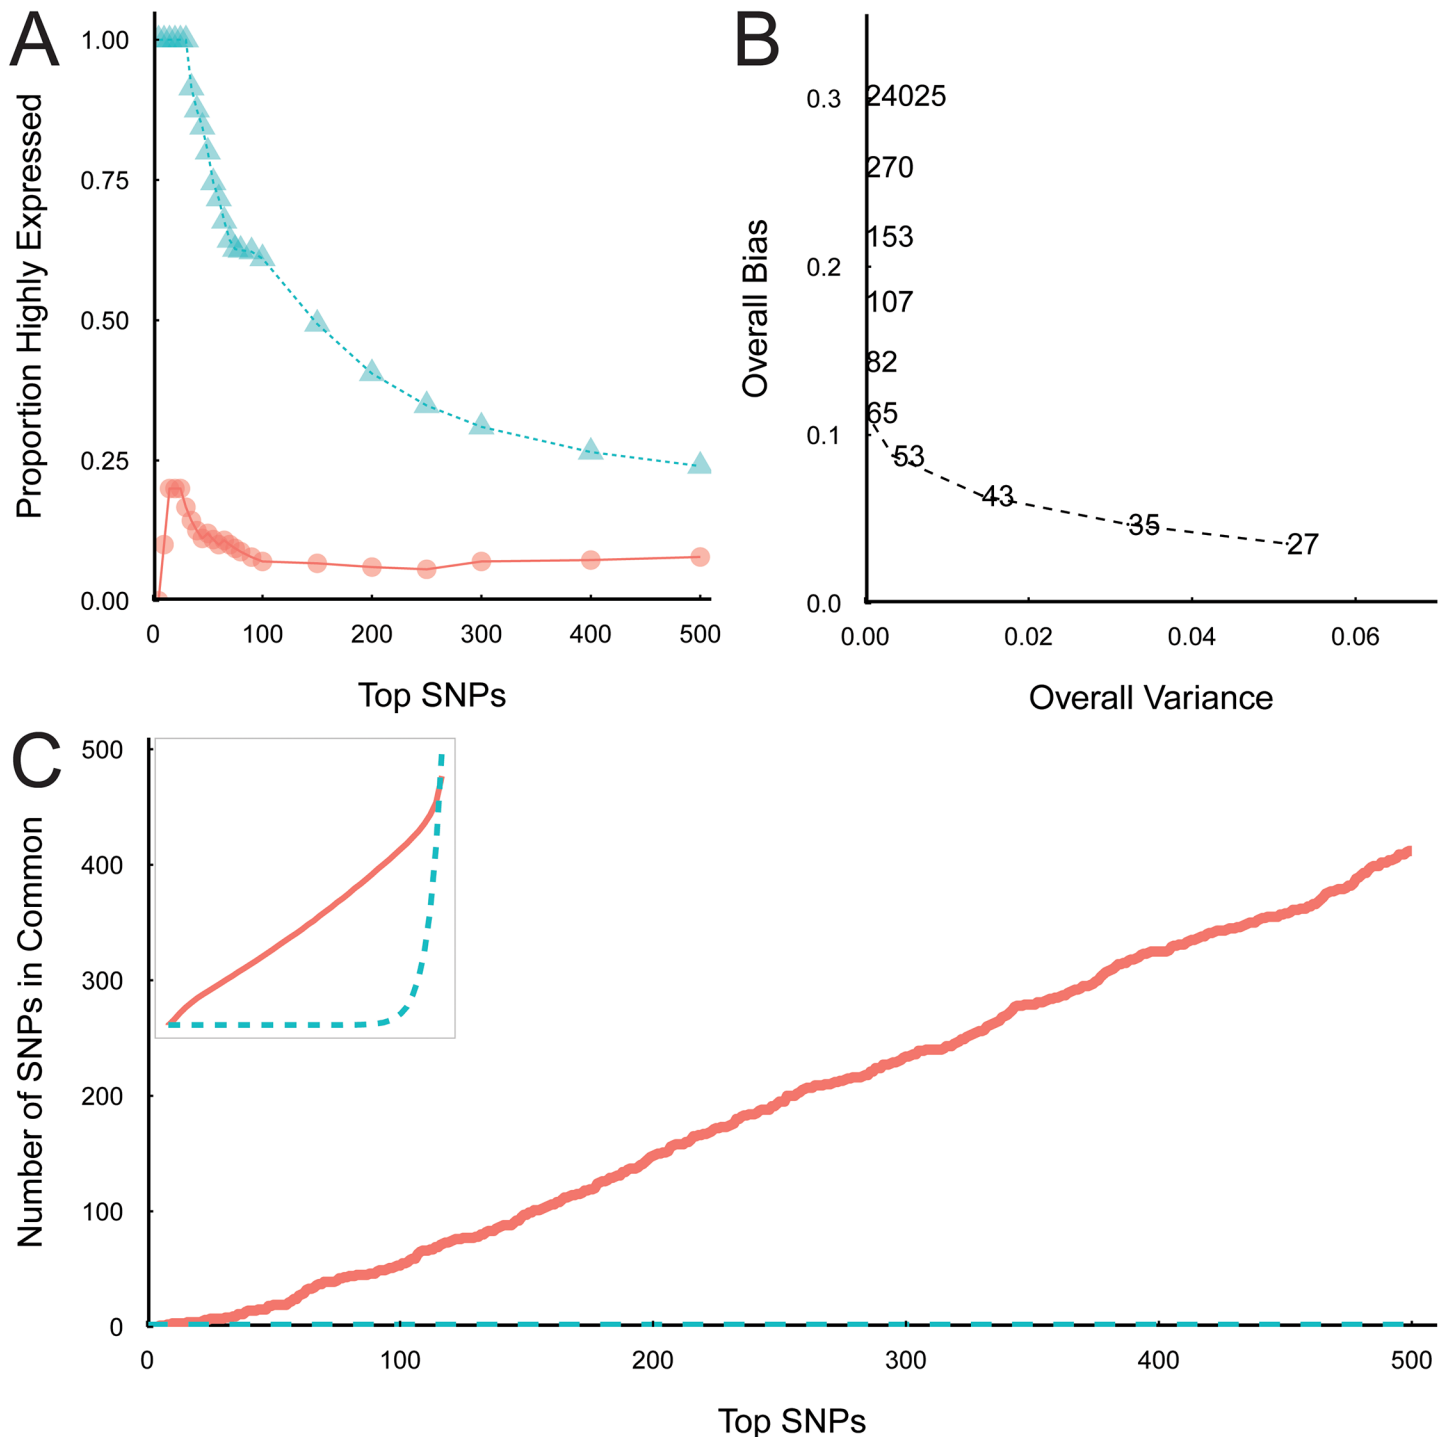 A
1.00
0.75
0.50
0.25
0.00
Proportion Highly Expressed
0 100 200 300 400 500
Top SNPs
B
0.3
0.2
0.1
0.0
Overall Bias
24025
270
153
107
82
65
53
43
35
27
0.00 0.02 0.04 0.06
Overall Variance
C
500
400
300
200
100
0
Number of SNPs in Common
0 100 200 300 400 500
Top SNPs